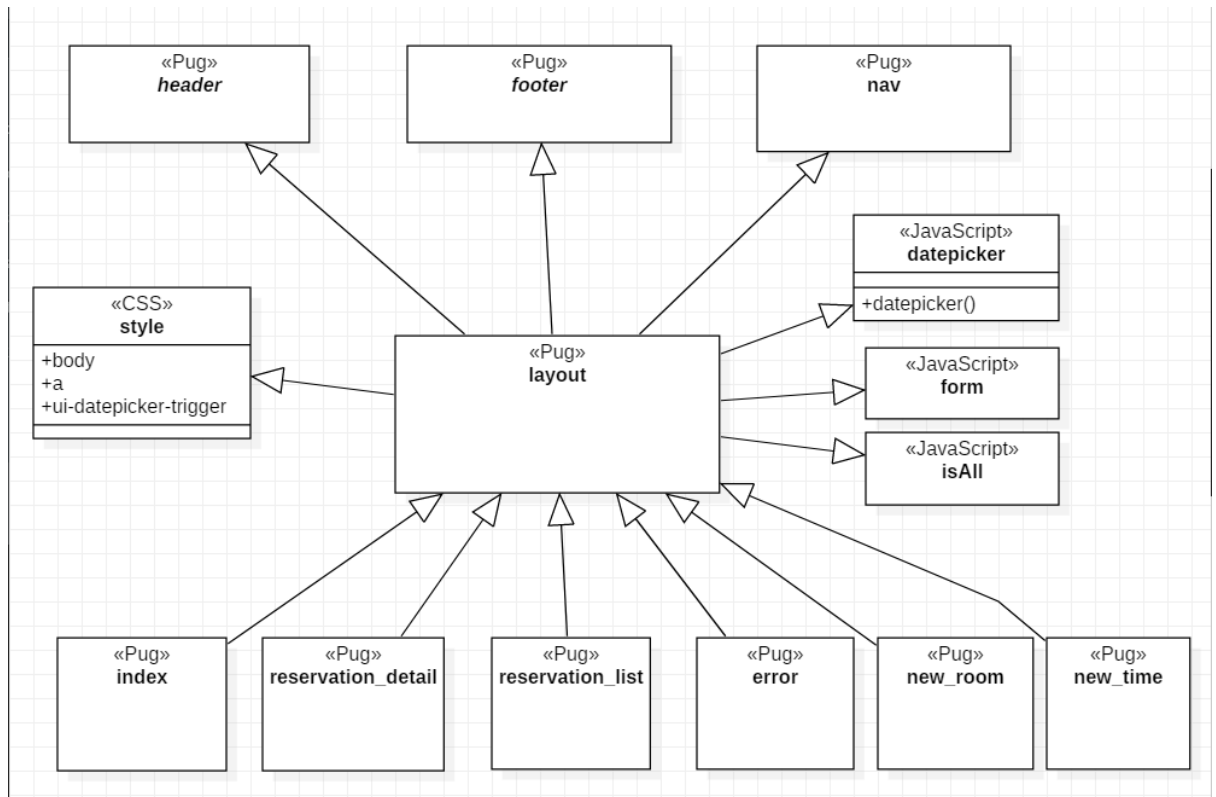 «Pug»
header
«Pug»
footer
«Pug»
nav
«JavaScript»
datepicker
+datepicker()
«CSS»
style
+body
+a
+ui-datepicker-trigger
«Pug»
layout
«JavaScript»
form
«JavaScript»
isAll
«Pug»
index
«Pug»
reservation_detail
«Pug»
reservation_list
«Pug»
error
«Pug»
new_room
«Pug»
new_time